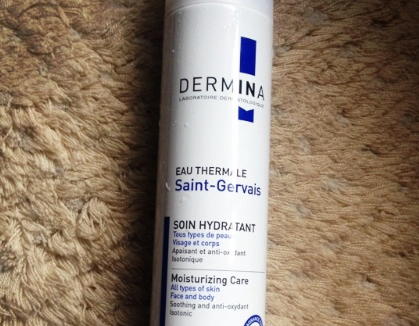 DERMINA
LABORATOIRE DERMATOLOGIQUE
EAU THERMALE
Saint-Gervais
SOIN HYDRATANT
Tous types de peau
Visage et corps
Apaisant et anti-oxydant
Isotonique
Moisturizing Care
All types of skin
Face and body
Soothing and anti-oxydant
Isotonic